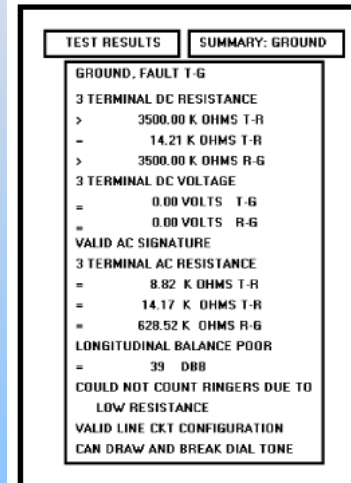 TEST RESULTS
SUMMARY: GROUND
GROUND, FAULT T-G
3 TERMINAL DC RESISTANCE
> 3500.00 K OHMS T-R
- 14.21 K OHMS T-R
> 3500.00 K OHMS R-G
3 TERMINAL DC VOLTAGE
= 0.00 VOLTS T-G
= 0.00 VOLTS R-G
VALID AC SIGNATURE
3 TERMINAL AC RESISTANCE
= 8.82 K OHMS T-R
= 14.17 K OHMS T-R
= 628.52 K OHMS R-G
LONGITUDINAL BALANCE POOR
= 39 DBB
COULD NOT COUNT RINGERS DUE TO
LOW RESISTANCE
VALID LINE CKT CONFIGURATION
CAN DRAW AND BREAK DIAL TONE